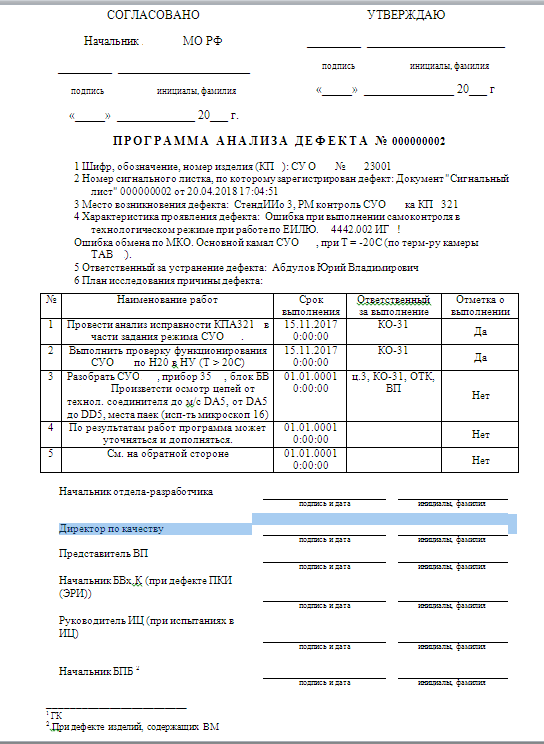 СОГЛАСОВАНО УТВЕРЖДАЮ
Начальник МО РФ
подпись инициалы, фамилия подпись инициалы, фамилия
«_____» ______________ 20___ г
«_____» ______________ 20___ г.
ПРОГРАММА АНАЛИЗА ДЕФЕКТА № 000000002
1 Шифр, обозначение, номер изделия (КП ): СУ О № 23001
2 Номер сигнального листка, по которому зарегистрирован дефект: Документ "Сигнальный
лист" 000000002 от 20.04.2018 17:04:51
3 Место возникновения дефекта: СтендИИо 3, РМ контроль СУО ка КП 321
4 Характеристика проявления дефекта: Ошибка при выполнении самоконтроля в
технологическом режиме при работе по ЕИЛЮ. 4442.002 ИГ !
Ошибка обмена по МКО. Основной камал СУО , при Т = -20С (по терм-ру камеры
ТАВ ).
5 Ответственный за устранение дефекта: Абдулов Юрий Владимирович
6 План исследования причины дефекта:
№ Наименование работ Срок выполнения Ответственный за выполнение Отметка о выполнении
1 Провести анализ исправности КПА321 в части задания режима СУО . 15.11.2017 0:00:00 КО-31 Да
2 Выполнить проверку функционирования СУО по Н20 в НУ (Т > 20С) 15.11.2017 0:00:00 КО-31 Да
3 Разобрать СУО , прибор 35 , блок БВ Произвестои осмотр цепей от технол. соединителя до м/с DA5, от DA5 до DD5, места паек (исп-ть микроскоп 16) 01.01.0001 0:00:00 ц.3, КО-31, ОТК, ВП Нет
4 По результатам работ программа может уточняться и дополняться. 01.01.0001 0:00:00 Нет
5 См. на обратной стороне 01.01.0001 0:00:00 Нет
Начальник отдела-разработчика
подпись и дата инициалы, фамилия
Директор по качеству
подпись и дата инициалы, фамилия
Представитель ВП
подпись и дата инициалы, фамилия
Начальник БВх.К (при дефекте ПКИ
(ЭРИ))
подпись и дата инициалы, фамилия
Руководитель ИЦ (при испытаниях в
ИЦ)
подпись и дата инициалы, фамилия
Начальник БПБ 2
подпись и дата инициалы, фамилия
1 ГК
2 При дефекте изделий, содержащих ВМ